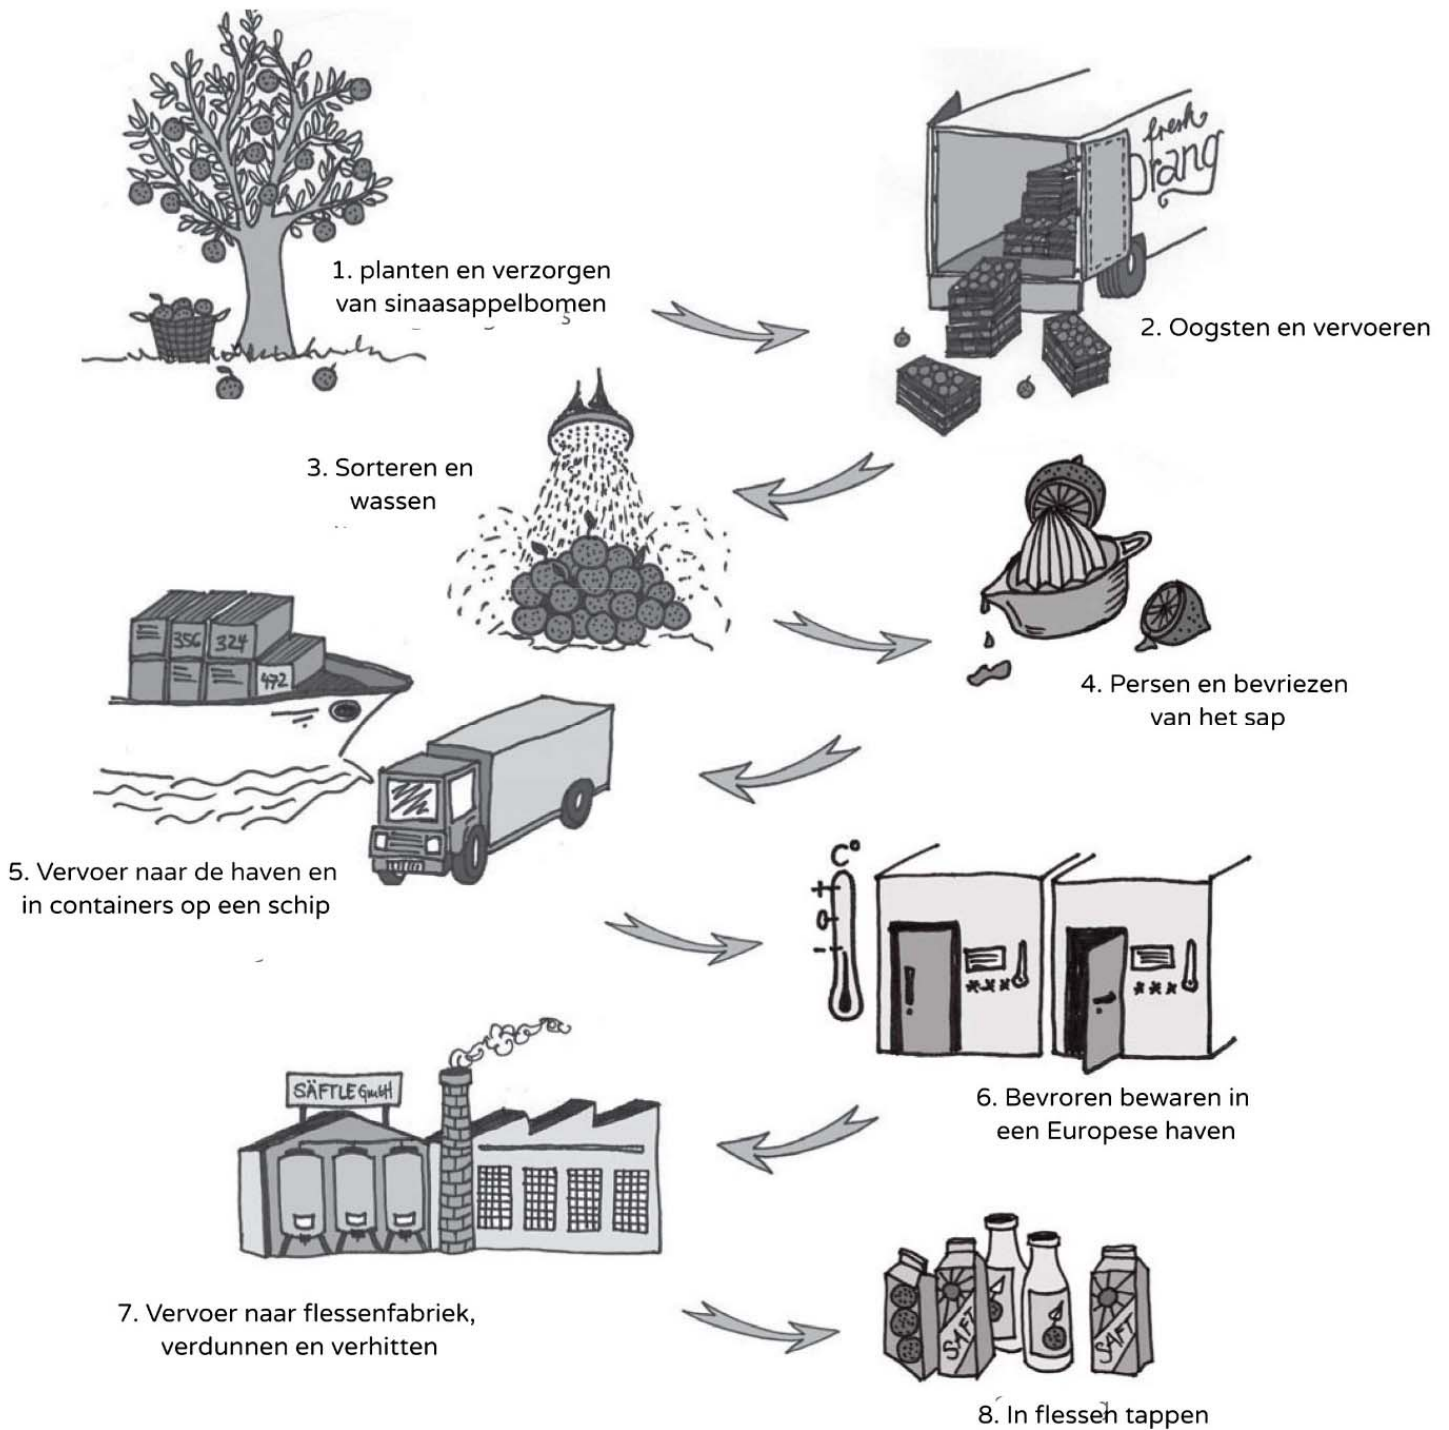 1. planten en verzorgen
van sinaasappelbomen
fresh
Orang
2. Oogsten en vervoeren
3. Sorteren en
wassen
356 324
472
4. Persen en bevriezen
van het sap
5. Vervoer naar de haven en
in containers op een schip
C°
+
0
-
***
***
6. Bevroren bewaren in
een Europese haven
SÄFTLE GmbH
7. Vervoer naar flessenfabriek,
verdunnen en verhitten
SAFT
SAFT
8. In flessen tappen